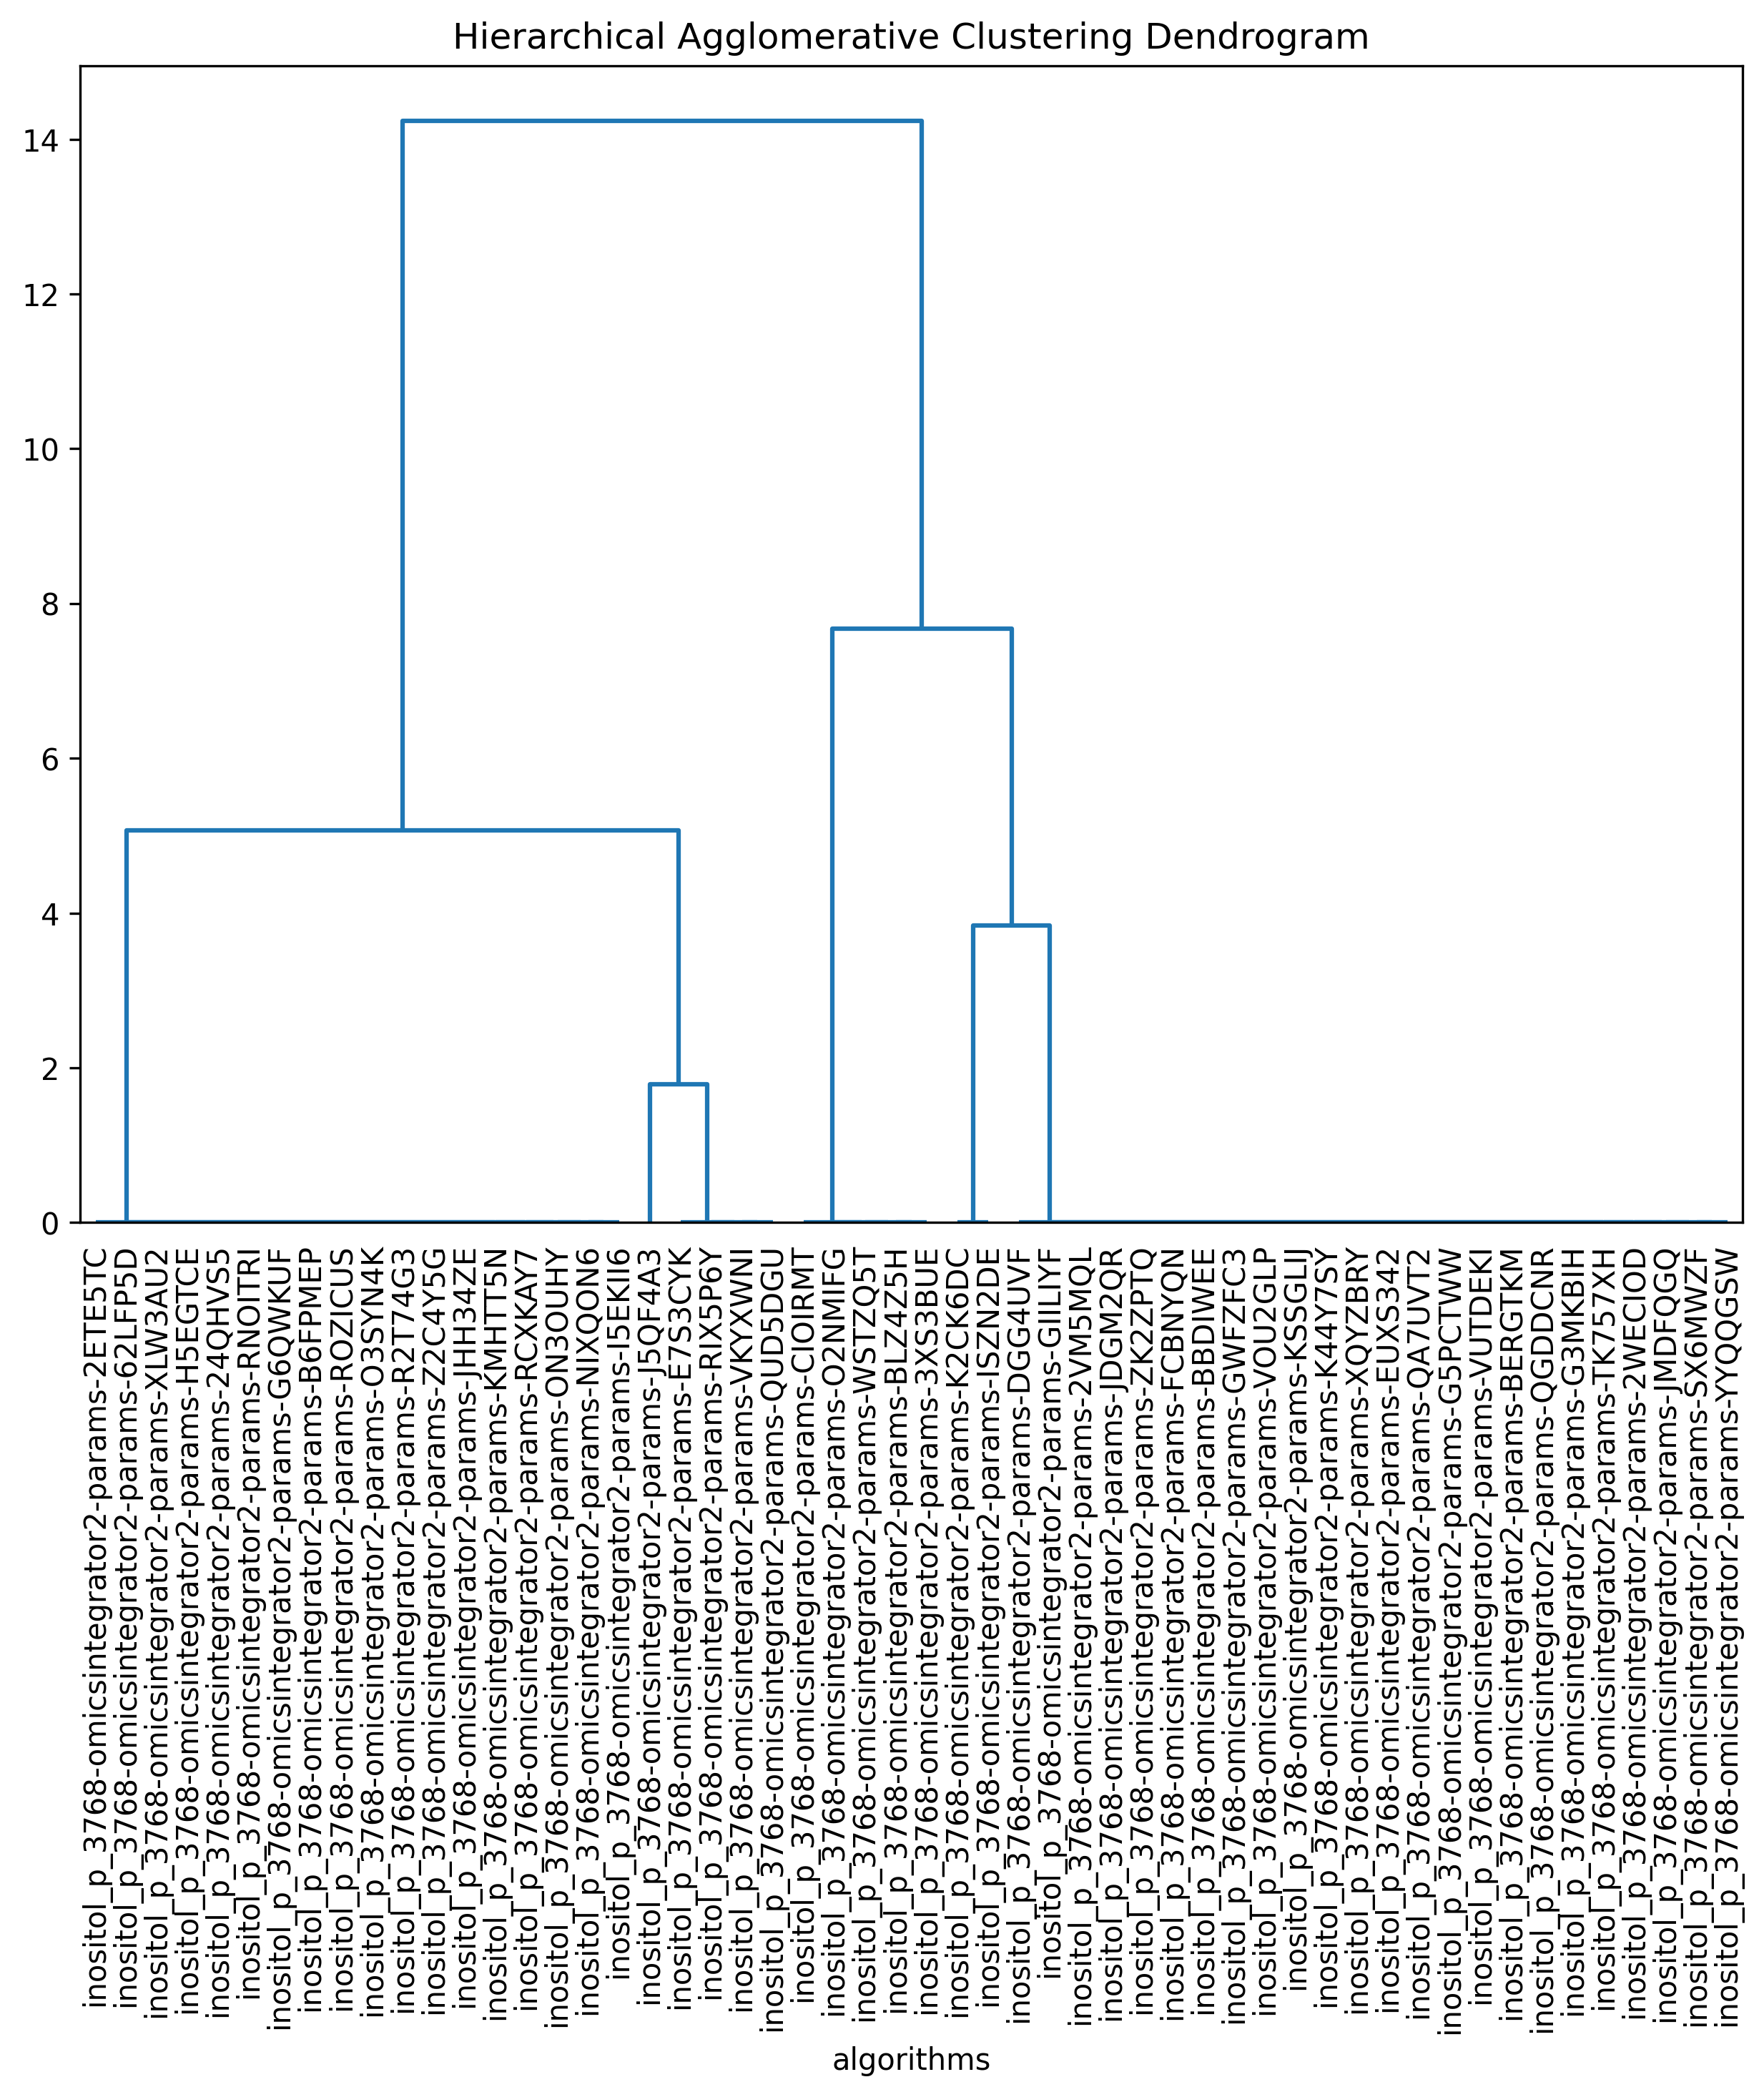 Hierarchical Agglomerative Clustering Dendrogram
14
12
10
8
6
4
2
0
inositol_p_3768-omicsintegrator2-params-2ETE5TC
inositol_p_3768-omicsintegrator2-params-62LFP5D
inositol_p_3768-omicsintegrator2-params-XLW3AU2
inositol_p_3768-omicsintegrator2-params-H5EGTCE
inositol_p_3768-omicsintegrator2-params-24QHVS5
inositol_p_3768-omicsintegrator2-params-RNOITRI
inositol_p_3768-omicsintegrator2-params-G6QWKUF
inositol_p_3768-omicsintegrator2-params-B6FPMEP
inositol_p_3768-omicsintegrator2-params-ROZICUS
inositol_p_3768-omicsintegrator2-params-O3SYN4K
inositol_p_3768-omicsintegrator2-params-R2T74G3
inositol_p_3768-omicsintegrator2-params-Z2C4Y5G
inositol_p_3768-omicsintegrator2-params-JHH34ZE
inositol_p_3768-omicsintegrator2-params-KMHTT5N
inositol_p_3768-omicsintegrator2-params-RCXKAY7
inositol_p_3768-omicsintegrator2-params-ON3OUHY
inositol_p_3768-omicsintegrator2-params-NIXQON6
inositol_p_3768-omicsintegrator2-params-I5EKII6
inositol_p_3768-omicsintegrator2-params-J5QF4A3
inositol_p_3768-omicsintegrator2-params-E7S3CYK
inositol_p_3768-omicsintegrator2-params-RIX5P6Y
inositol_p_3768-omicsintegrator2-params-VKYXWNI
inositol_p_3768-omicsintegrator2-params-QUD5DGU
inositol_p_3768-omicsintegrator2-params-CIOIRMT
inositol_p_3768-omicsintegrator2-params-O2NMIFG
inositol_p_3768-omicsintegrator2-params-WSTZQ5T
inositol_p_3768-omicsintegrator2-params-BLZ4Z5H
inositol_p_3768-omicsintegrator2-params-3XS3BUE
inositol_p_3768-omicsintegrator2-params-K2CK6DC
inositol_p_3768-omicsintegrator2-params-ISZN2DE
inositol_p_3768-omicsintegrator2-params-DGG4UVF
inositol_p_3768-omicsintegrator2-params-GIILIYF
inositol_p_3768-omicsintegrator2-params-2VM5MQL
inositol_p_3768-omicsintegrator2-params-JDGM2QR
inositol_p_3768-omicsintegrator2-params-ZK2ZPTQ
inositol_p_3768-omicsintegrator2-params-FCBNYQN
inositol_p_3768-omicsintegrator2-params-BBDIWEE
inositol_p_3768-omicsintegrator2-params-GWFZFC3
inositol_p_3768-omicsintegrator2-params-VOU2GLP
inositol_p_3768-omicsintegrator2-params-KSSGLIJ
inositol_p_3768-omicsintegrator2-params-K44Y7SY
inositol_p_3768-omicsintegrator2-params-XQYZBRY
inositol_p_3768-omicsintegrator2-params-EUXS342
inositol_p_3768-omicsintegrator2-params-QA7UVT2
inositol_p_3768-omicsintegrator2-params-G5PCTWW
inositol_p_3768-omicsintegrator2-params-VUTDEKI
inositol_p_3768-omicsintegrator2-params-BERGTKM
inositol_p_3768-omicsintegrator2-params-QGDDCNR
inositol_p_3768-omicsintegrator2-params-G3MKBIH
inositol_p_3768-omicsintegrator2-params-TK757XH
inositol_p_3768-omicsintegrator2-params-2WECIOD
inositol_p_3768-omicsintegrator2-params-JMDFQGQ
inositol_p_3768-omicsintegrator2-params-SX6MWZF
inositol_p_3768-omicsintegrator2-params-YYQQGSW
algorithms